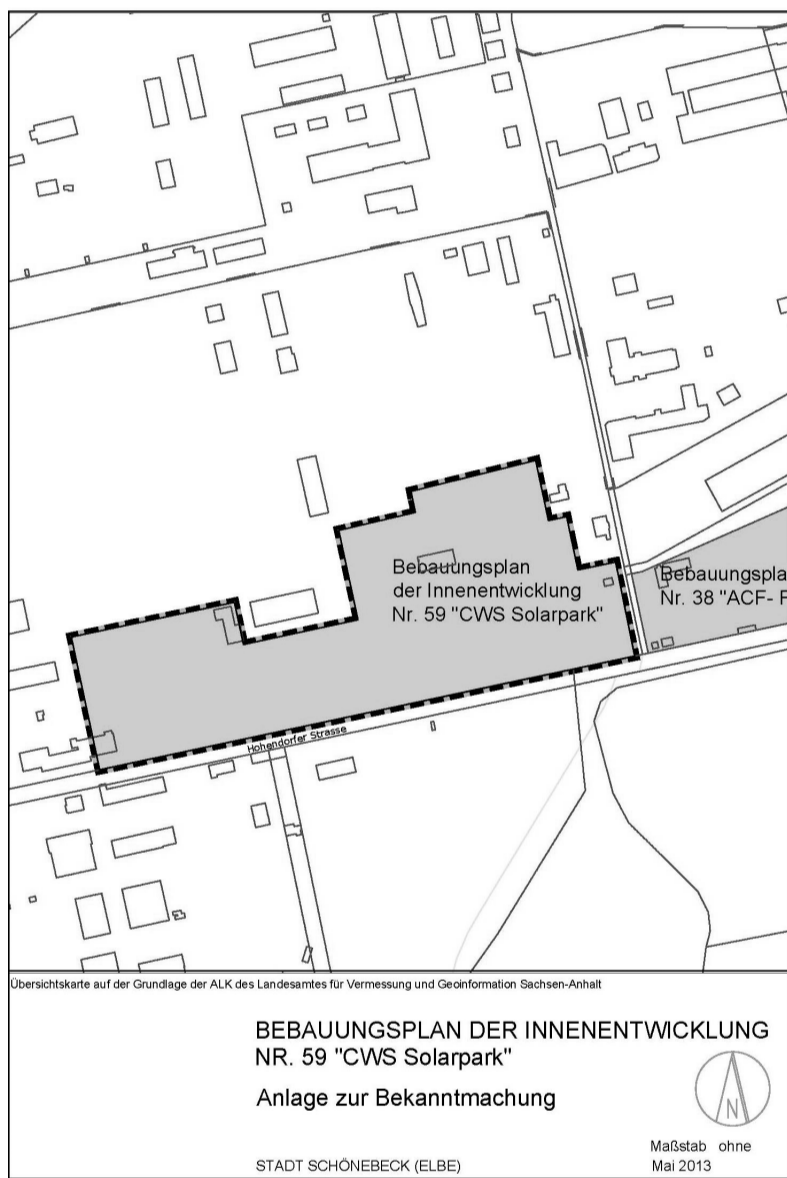 Bebauungsplan
der Innenentwicklung
Nr. 59 "CWS Solarpark"
Bebauungspla
Nr. 38 "ACF- F
Hohendorfer Strasse
Übersichtskarte auf der Grundlage der ALK des Landesamtes für Vermessung und Geoinformation Sachsen-Anhalt
BEBAUUNGSPLAN DER INNENENTWICKLUNG
NR. 59 "CWS Solarpark"
Anlage zur Bekanntmachung
N
Maßstab ohne
STADT SCHÖNEBECK (ELBE)
Mai 2013